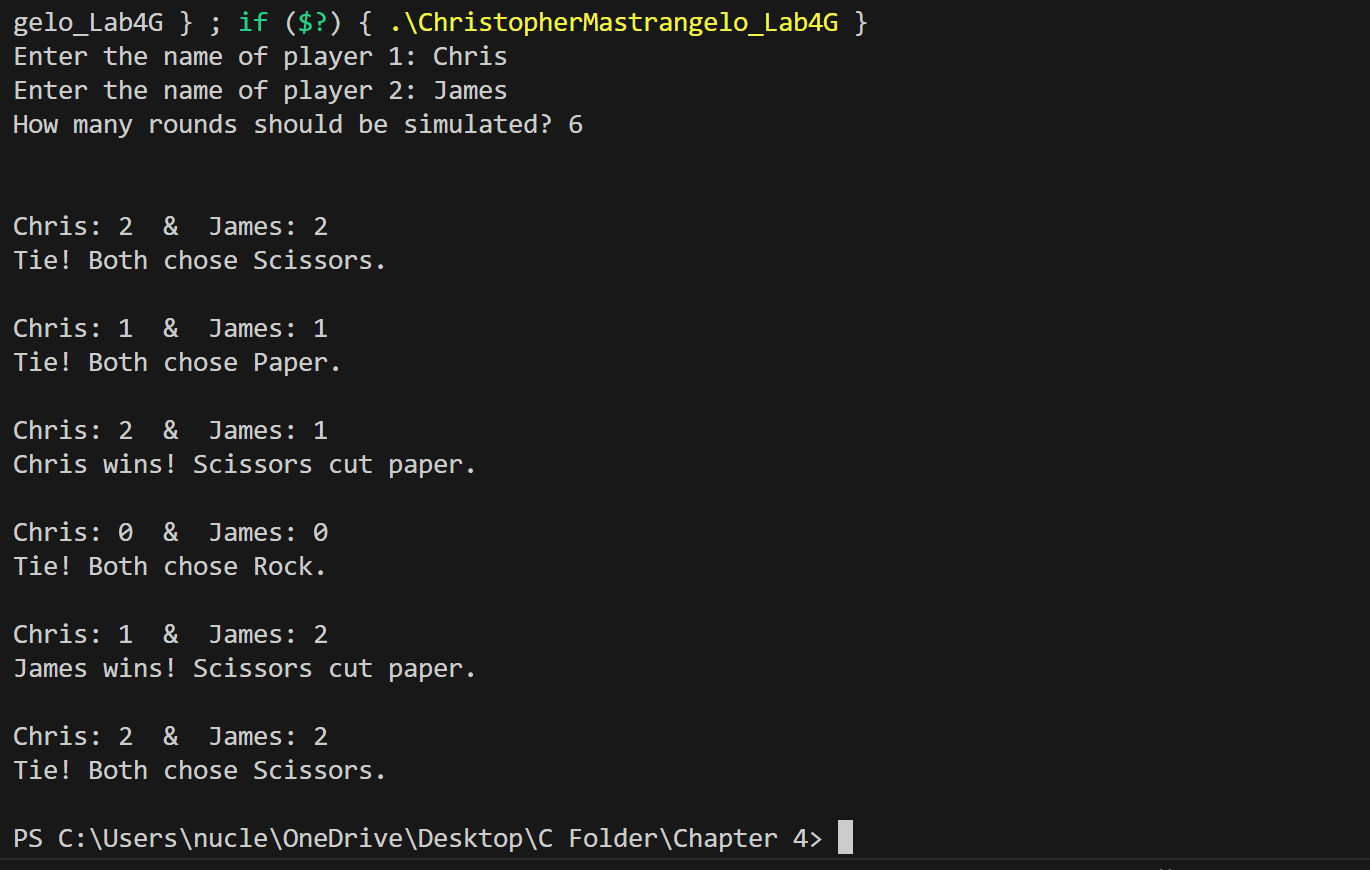 gelo_Lab4G } ; if ($?) { .\ChristopherMastrangelo_Lab4G }
Enter the name of player 1: Chris
Enter the name of player 2: James
How many rounds should be simulated? 6
Chris: 2  &  James: 2
Tie! Both chose Scissors.
Chris: 1  &  James: 1
Tie! Both chose Paper.
Chris: 2  &  James: 1
Chris wins! Scissors cut paper.
Chris: 0  &  James: 0
Tie! Both chose Rock.
Chris: 1  &  James: 2
James wins! Scissors cut paper.
Chris: 2  &  James: 2
Tie! Both chose Scissors.
PS C:\Users\nucle\OneDrive\Desktop\C Folder\Chapter 4>